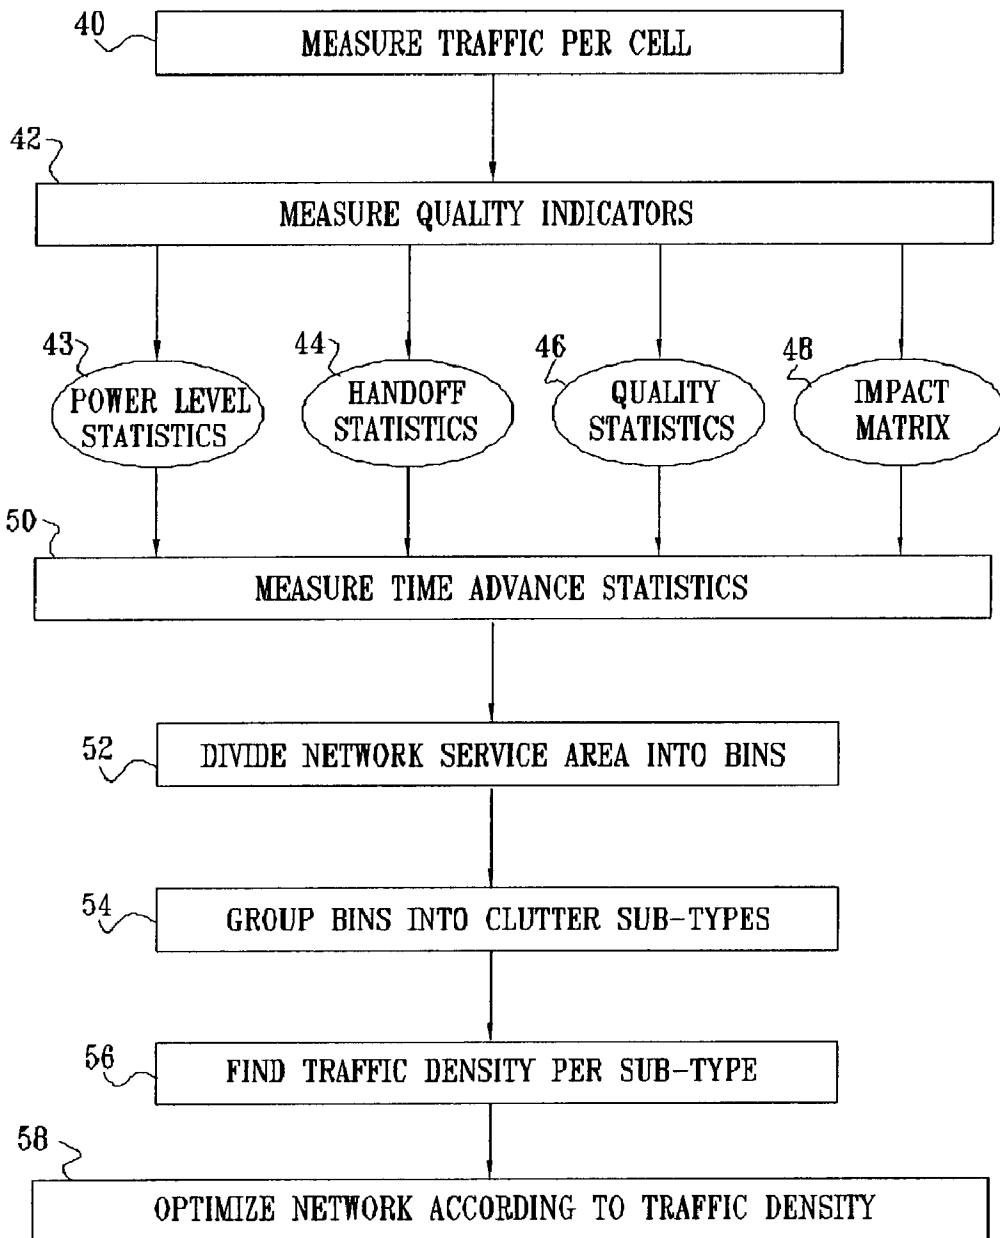 40
MEASURE TRAFFIC PER CELL
42
MEASURE QUALITY INDICATORS
43
POWER LEVEL
STATISTICS
44
HANDOFF
STATISTICS
46
QUALITY
STATISTICS
48
IMPACT
MATRIX
50
MEASURE TIME ADVANCE STATISTICS
52
DIVIDE NETWORK SERVICE AREA INTO BINS
54
GROUP BINS INTO CLUTTER SUB-TYPES
56
FIND TRAFFIC DENSITY PER SUB-TYPE
58
OPTIMIZE NETWORK ACCORDING TO TRAFFIC DENSITY